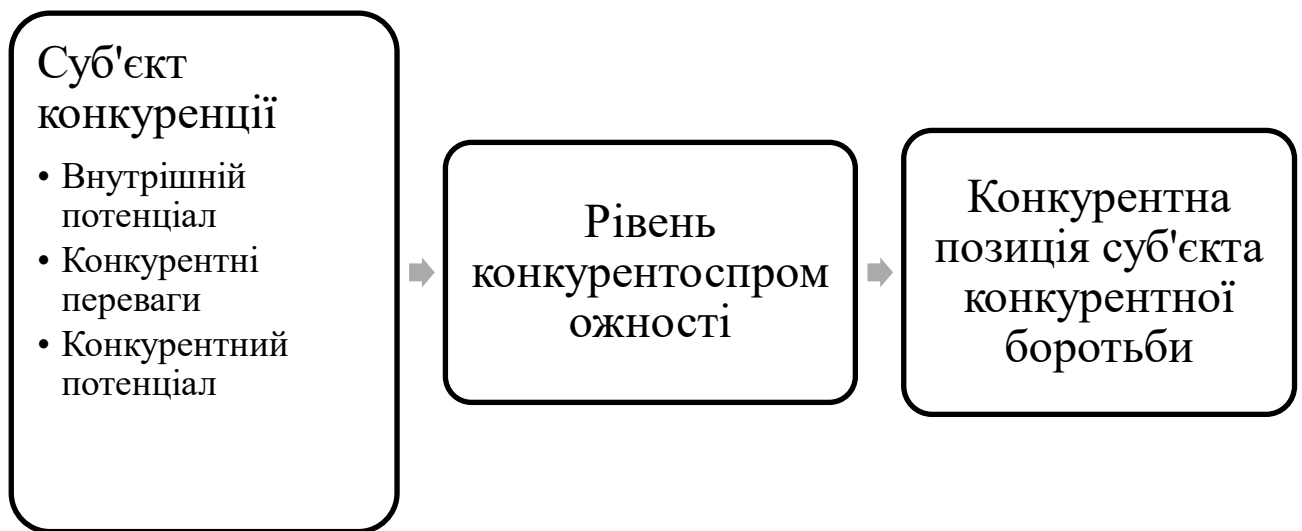 Суб'єкт
конкуренції
• Внутрішній
потенціал
• Конкурентні
переваги
• Конкурентний
потенціал
Рівень
конкурентоспром
ожності
Конкурентна
позиція суб'єкта
конкурентної
боротьби